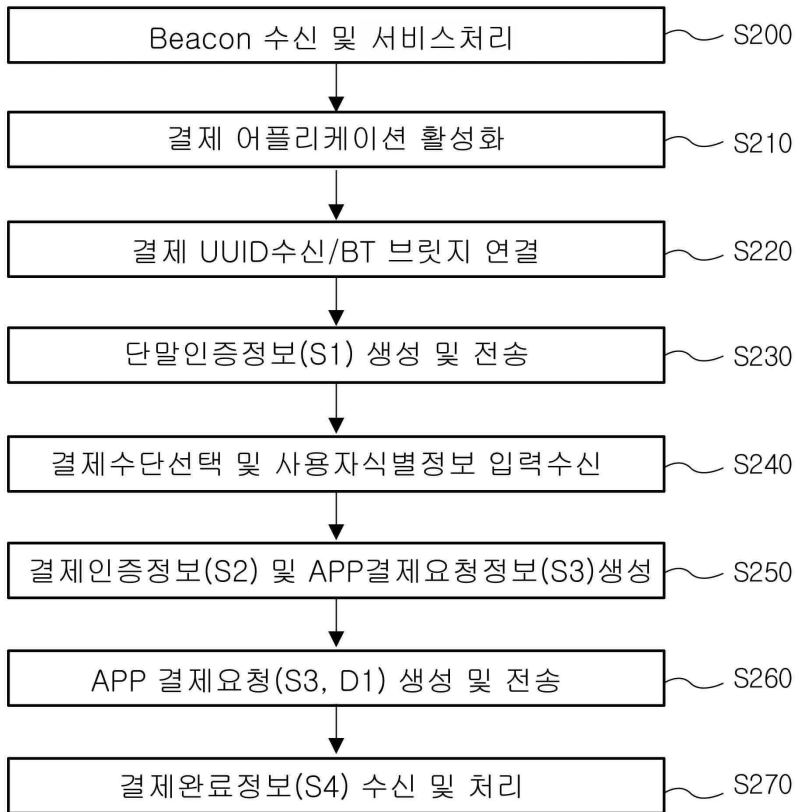 Beacon 수신 및 서비스처리 S200
결제 어플리케이션 활성화 S210
결제 UUID수신/BT 브릿지 연결 S220
단말인증정보(S1) 생성 및 전송 S230
결제수단선택 및 사용자식별정보 입력수신 S240
결제인증정보(S2) 및 APP결제요청정보(S3)생성 S250
APP 결제요청(S3, D1) 생성 및 전송 S260
결제완료정보(S4) 수신 및 처리 S270